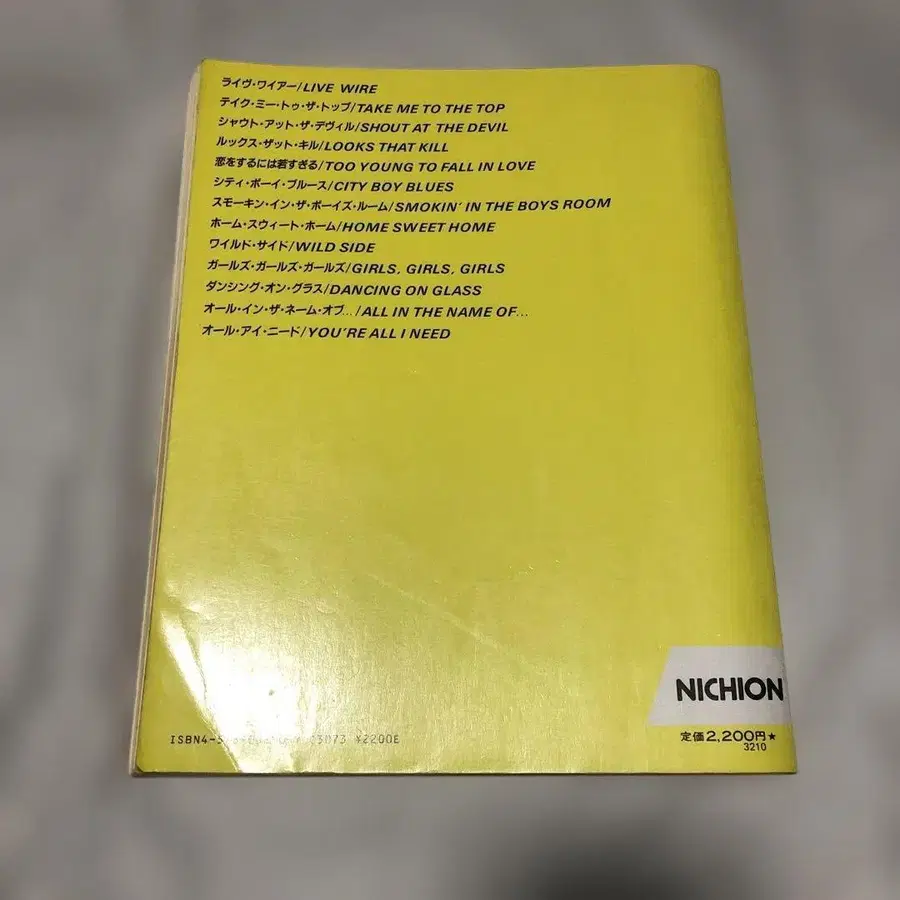 ライヴ・ワイアー/LIVE WIRE
テイク・ミー・トゥ・ザ・トップ/TAKE ME TO THE TOP
シャウト・アット・ザ・デヴィル/SHOUT AT THE DEVIL
ルックス・ザット・キル/LOOKS THAT KILL
恋をするには若すぎる/TOO YOUNG TO FALL IN LOVE
シティ・ボーイ・ブルース/CITY BOY BLUES
スモーキン・イン・ザ・ボーイズ・ルーム/SMOKIN' IN THE BOYS ROOM
ホーム・スウィート・ホーム/HOME SWEET HOME
ワイルド・サイド/WILD SIDE
ガールズ・ガールズ・ガールズ/GIRLS, GIRLS, GIRLS
ダンシング・オン・グラス/DANCING ON GLASS
オール・イン・ザ・ネーム・オブ…/ALL IN THE NAME OF…
オール・アイ・ニード/YOU'RE ALL I NEED
NICHION
定価2,200円★
3210
ISBN4- ¥2200E